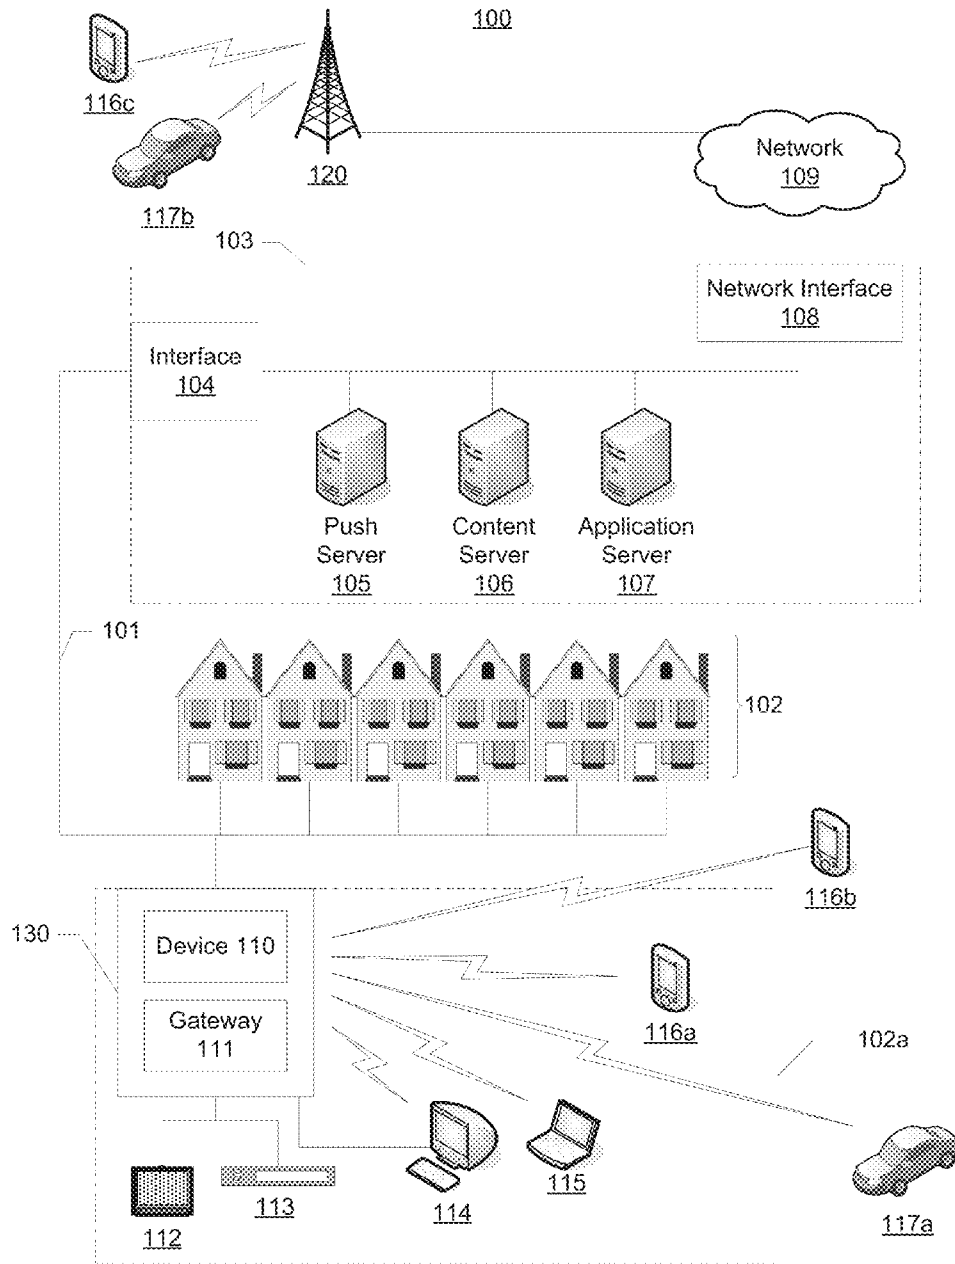 100
116c
120
Network
109
117b
103
Network Interface
108
Interface
104
Push
Server
105
Content
Server
106
Application
Server
107
101
102
116b
130
Device 110
Gateway
111
116a
102a
112
113
114
115
117a